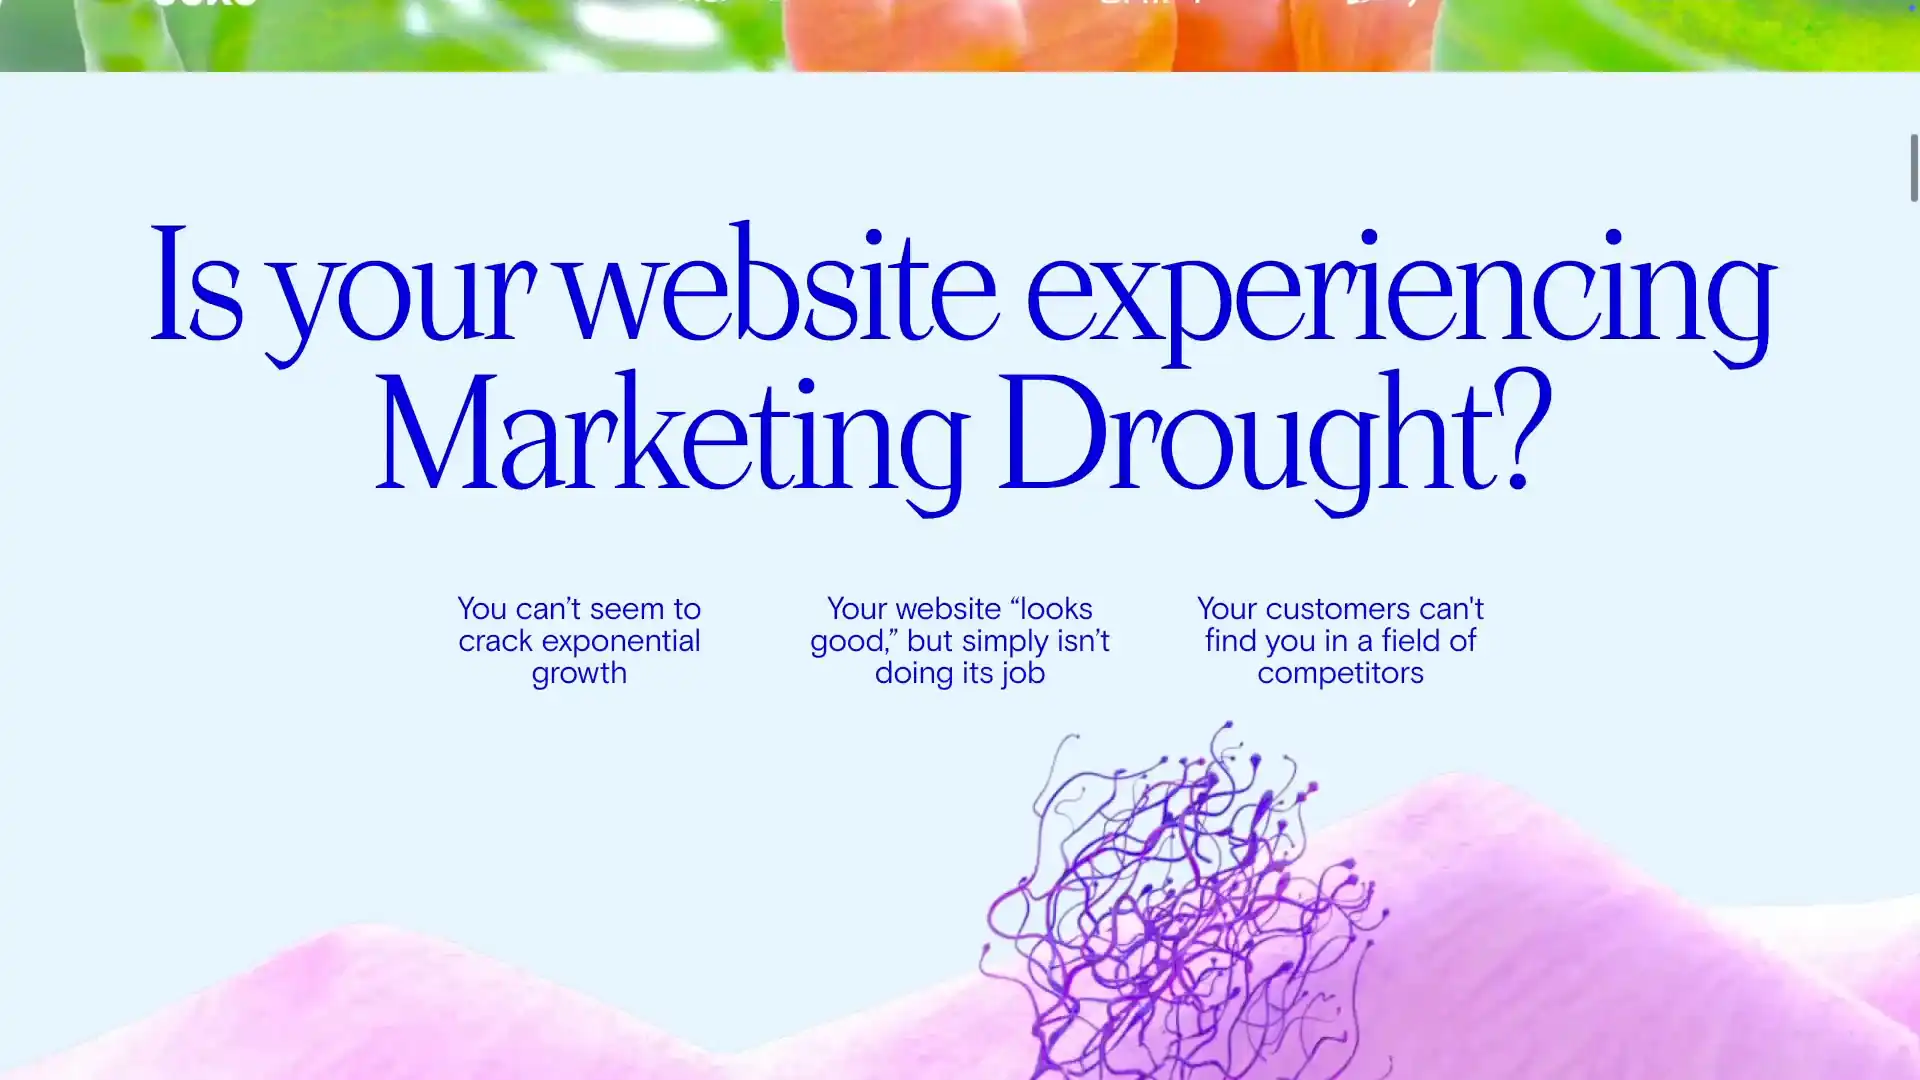 Is your website experiencing
Marketing Drought?
You can’t seem to
crack exponential
growth
Your website “looks
good,” but simply isn’t
doing its job
Your customers can't
find you in a field of
competitors